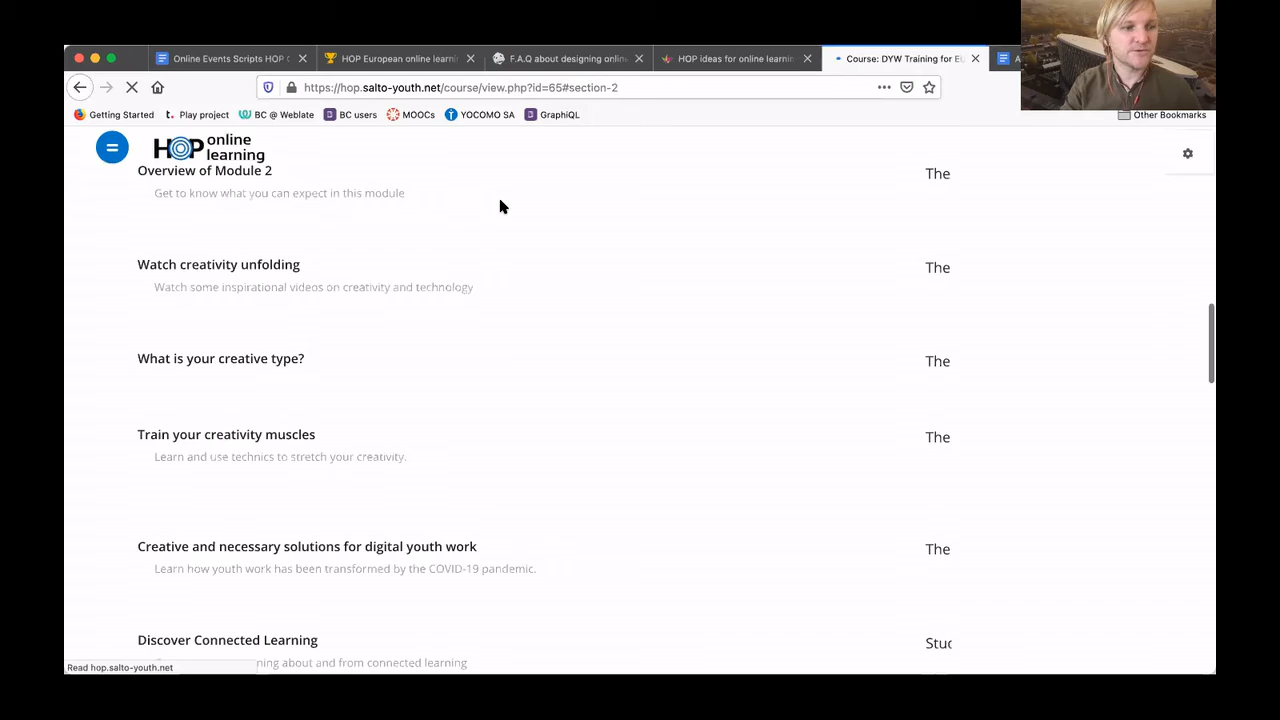 Online Events Scripts HOP
HOP European online learni
F.A.Q about designing online
HOP ideas for online learnin
Course: DYW Training for EU
https://hop.salto-youth.net/course/view.php?id=65#section-2
Getting Started
t. Play project
BC @ Weblate
BC users
MOOCs
YOCOMO SA
GraphiQL
Other Bookmarks
HOP online learning
Overview of Module 2
The
Get to know what you can expect in this module
Watch creativity unfolding
The
Watch some inspirational videos on creativity and technology
What is your creative type?
The
Train your creativity muscles
The
Learn and use technics to stretch your creativity.
Creative and necessary solutions for digital youth work
The
Learn how youth work has been transformed by the COVID-19 pandemic.
Discover Connected Learning
Stud
ning about and from connected learning
Read hop.salto-youth.net